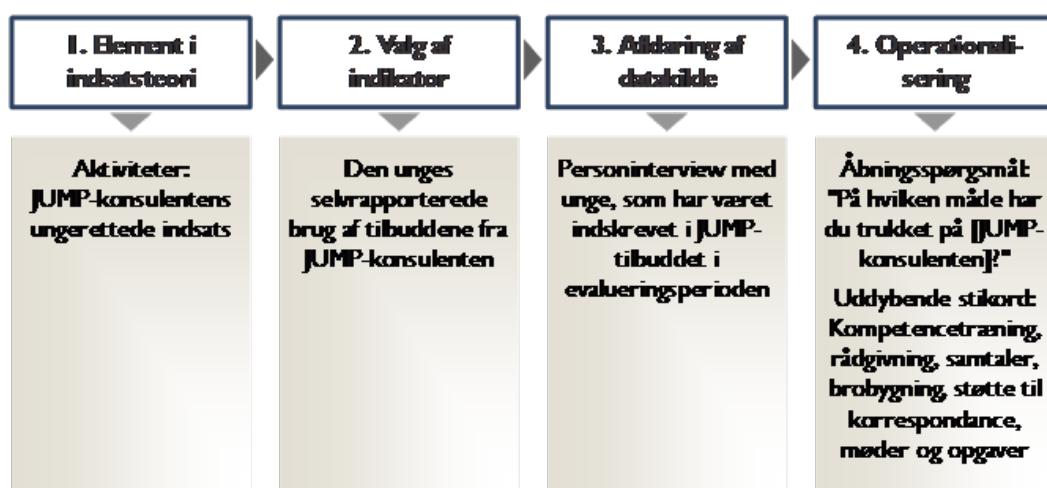 1. Element i
indsatsteori
2. Valg af
indikator
3. Afklaring af
datakilde
4. Operationali-
sering
Aktiviteter:
JUMP-konsulentens
ungerettede indsats
Den unges
selvrapporterede
brug af tilbuddene fra
JUMP-konsulenten
Personinterview med
unge, som har været
indskrevet i JUMP-
tilbuddet i
evalueringsperioden
Åbningsspørgsmål:
"På hvilken måde har
du trukket på [JUMP-
konsulenten]?"
Uddybende stikord:
Kompetencetræning,
rådgivning, samtaler,
brobygning, støtte til
korrespondance,
møder og opgaver